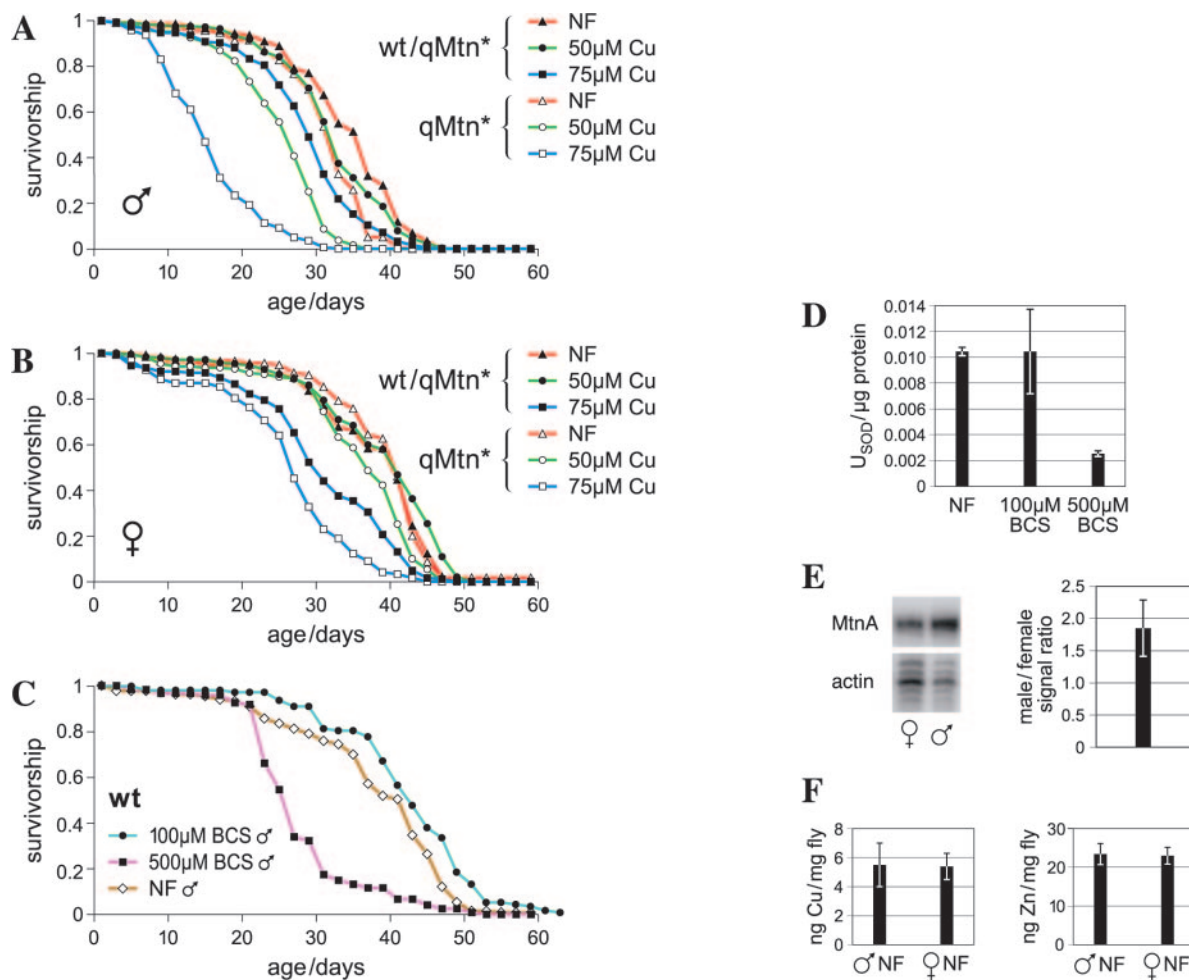 A
survivorship
1
0.8
0.6
0.4
0.2
0
0 10 20 30 40 50 60
age/days
♂
wt/qMtn*
NF
50µM Cu
75µM Cu
qMtn*
NF
50µM Cu
75µM Cu
B
survivorship
1
0.8
0.6
0.4
0.2
0
0 10 20 30 40 50 60
age/days
♀
wt/qMtn*
NF
50µM Cu
75µM Cu
qMtn*
NF
50µM Cu
75µM Cu
C
survivorship
1
0.8
0.6
0.4
0.2
0
0 10 20 30 40 50 60
age/days
wt
100µM BCS ♂
500µM BCS ♂
NF ♂
D
USOD/µg protein
0.014
0.012
0.010
0.008
0.006
0.004
0.002
0
NF 100µM 500µM
BCS BCS
E
MtnA
actin
♀ ♂
male/female
signal ratio
2.5
2.0
1.5
1.0
0.5
0
F
ng Cu/mg fly
8
6
4
2
0
♂ NF ♀ NF
ng Zn/mg fly
30
20
10
0
♂ NF ♀ NF